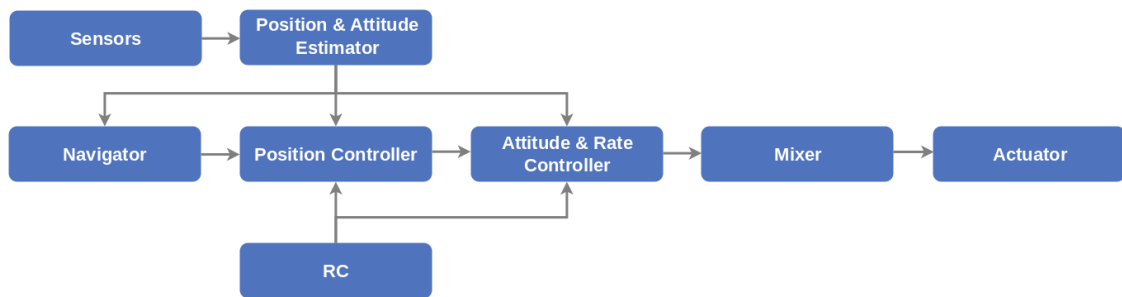 Sensors
Position & Attitude
Estimator
Navigator
Position Controller
Attitude & Rate
Controller
Mixer
Actuator
RC